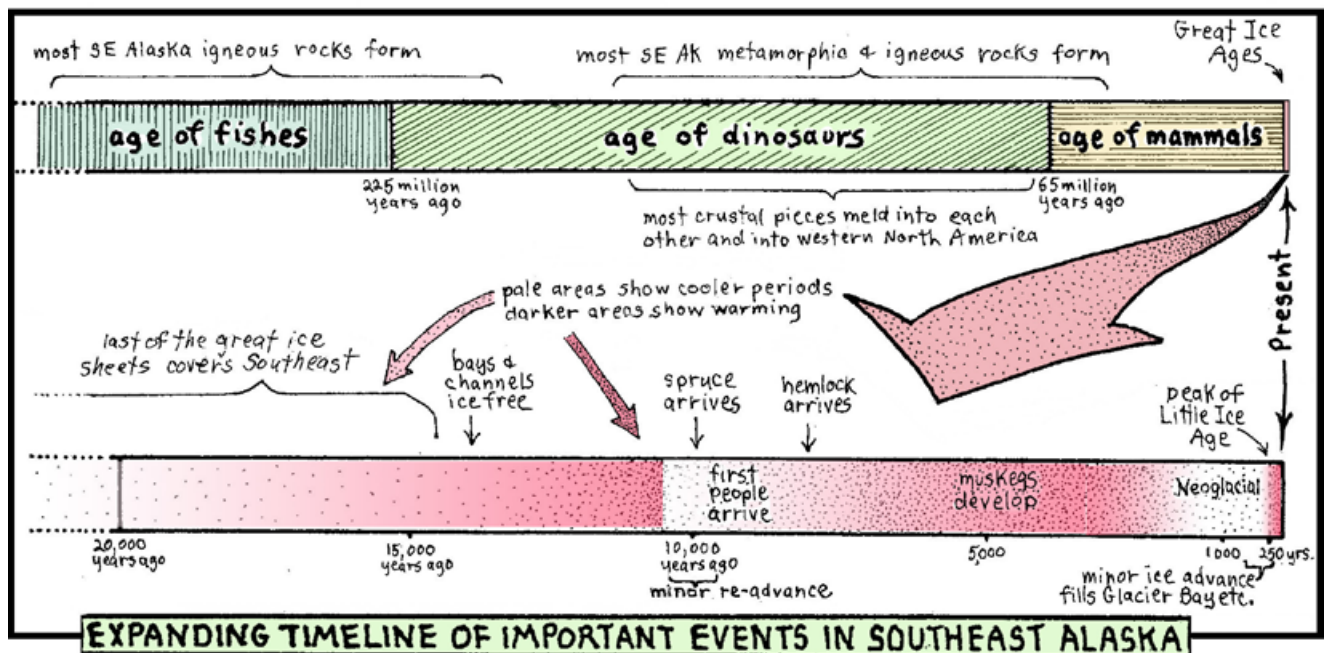 most SE Alaska igneous rocks form
most SE AK metamorphic & igneous rocks form
Great Ice
Ages
age of fishes
age of dinosaurs
age of mammals
225 million
years ago
65 million
years ago
most crustal pieces meld into each
other and into western North America
Present
pale areas show cooler periods
darker areas show warming
last of the great ice
sheets covers Southeast
bays &
channels
ice free
spruce
arrives
hemlock
arrives
peak of
Little Ice
Age
first
people
arrive
muskegs
develop
Neoglacial
20,000
years ago
15,000
years ago
10,000
years ago
5,000
1000
250 yrs.
minor re-advance
minor ice advance
fills Glacier Bay etc.
EXPANDING TIMELINE OF IMPORTANT EVENTS IN SOUTHEAST ALASKA